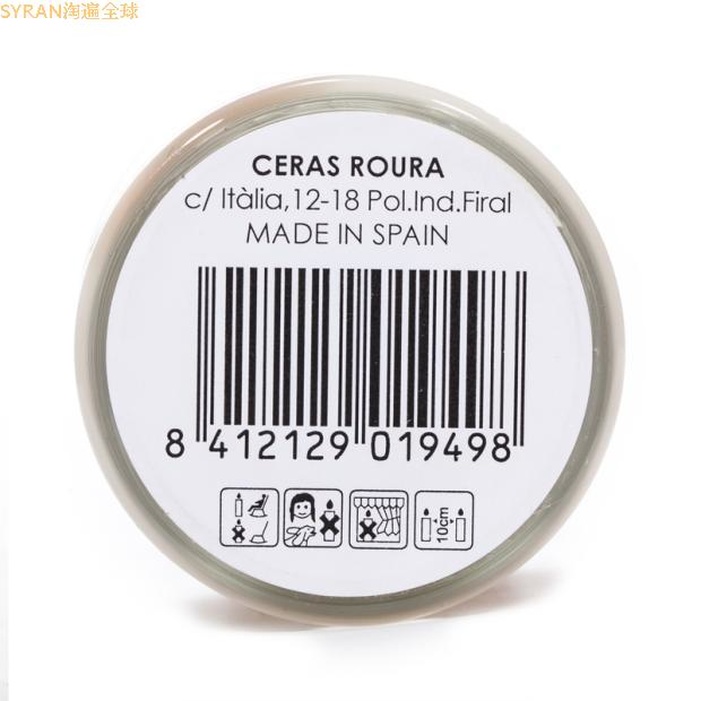 SYRAN淘遍全球
CERAS ROURA
c/ Itàlia,12-18 Pol.Ind.Firal
MADE IN SPAIN
8 412129 019498
10cm